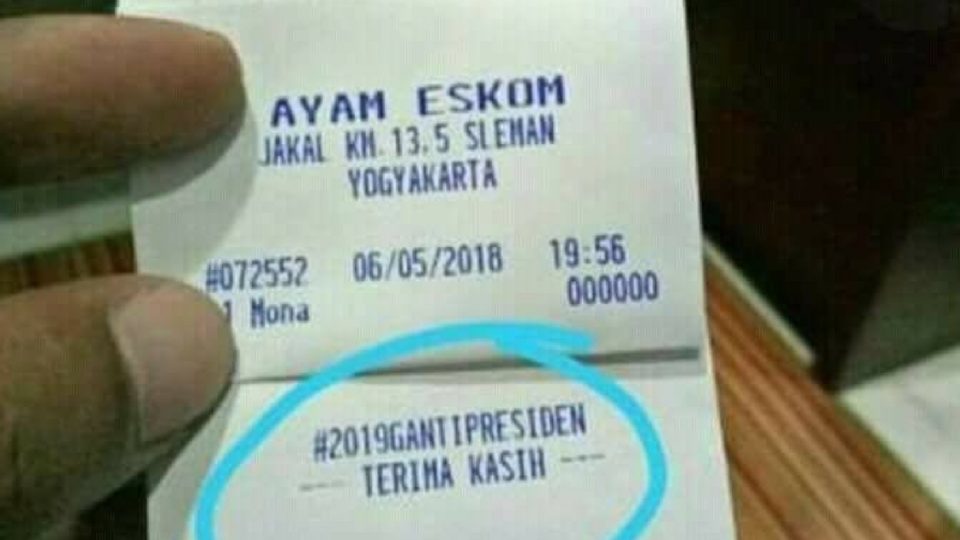 AYAM ESKOM
JAKAL KM. 13,5 SLEMAN
YOGYAKARTA
#072552 06/05/2018 19:56
1 Mona 000000
#2019GANTIPRESIDEN
--- TERIMA KASIH ---